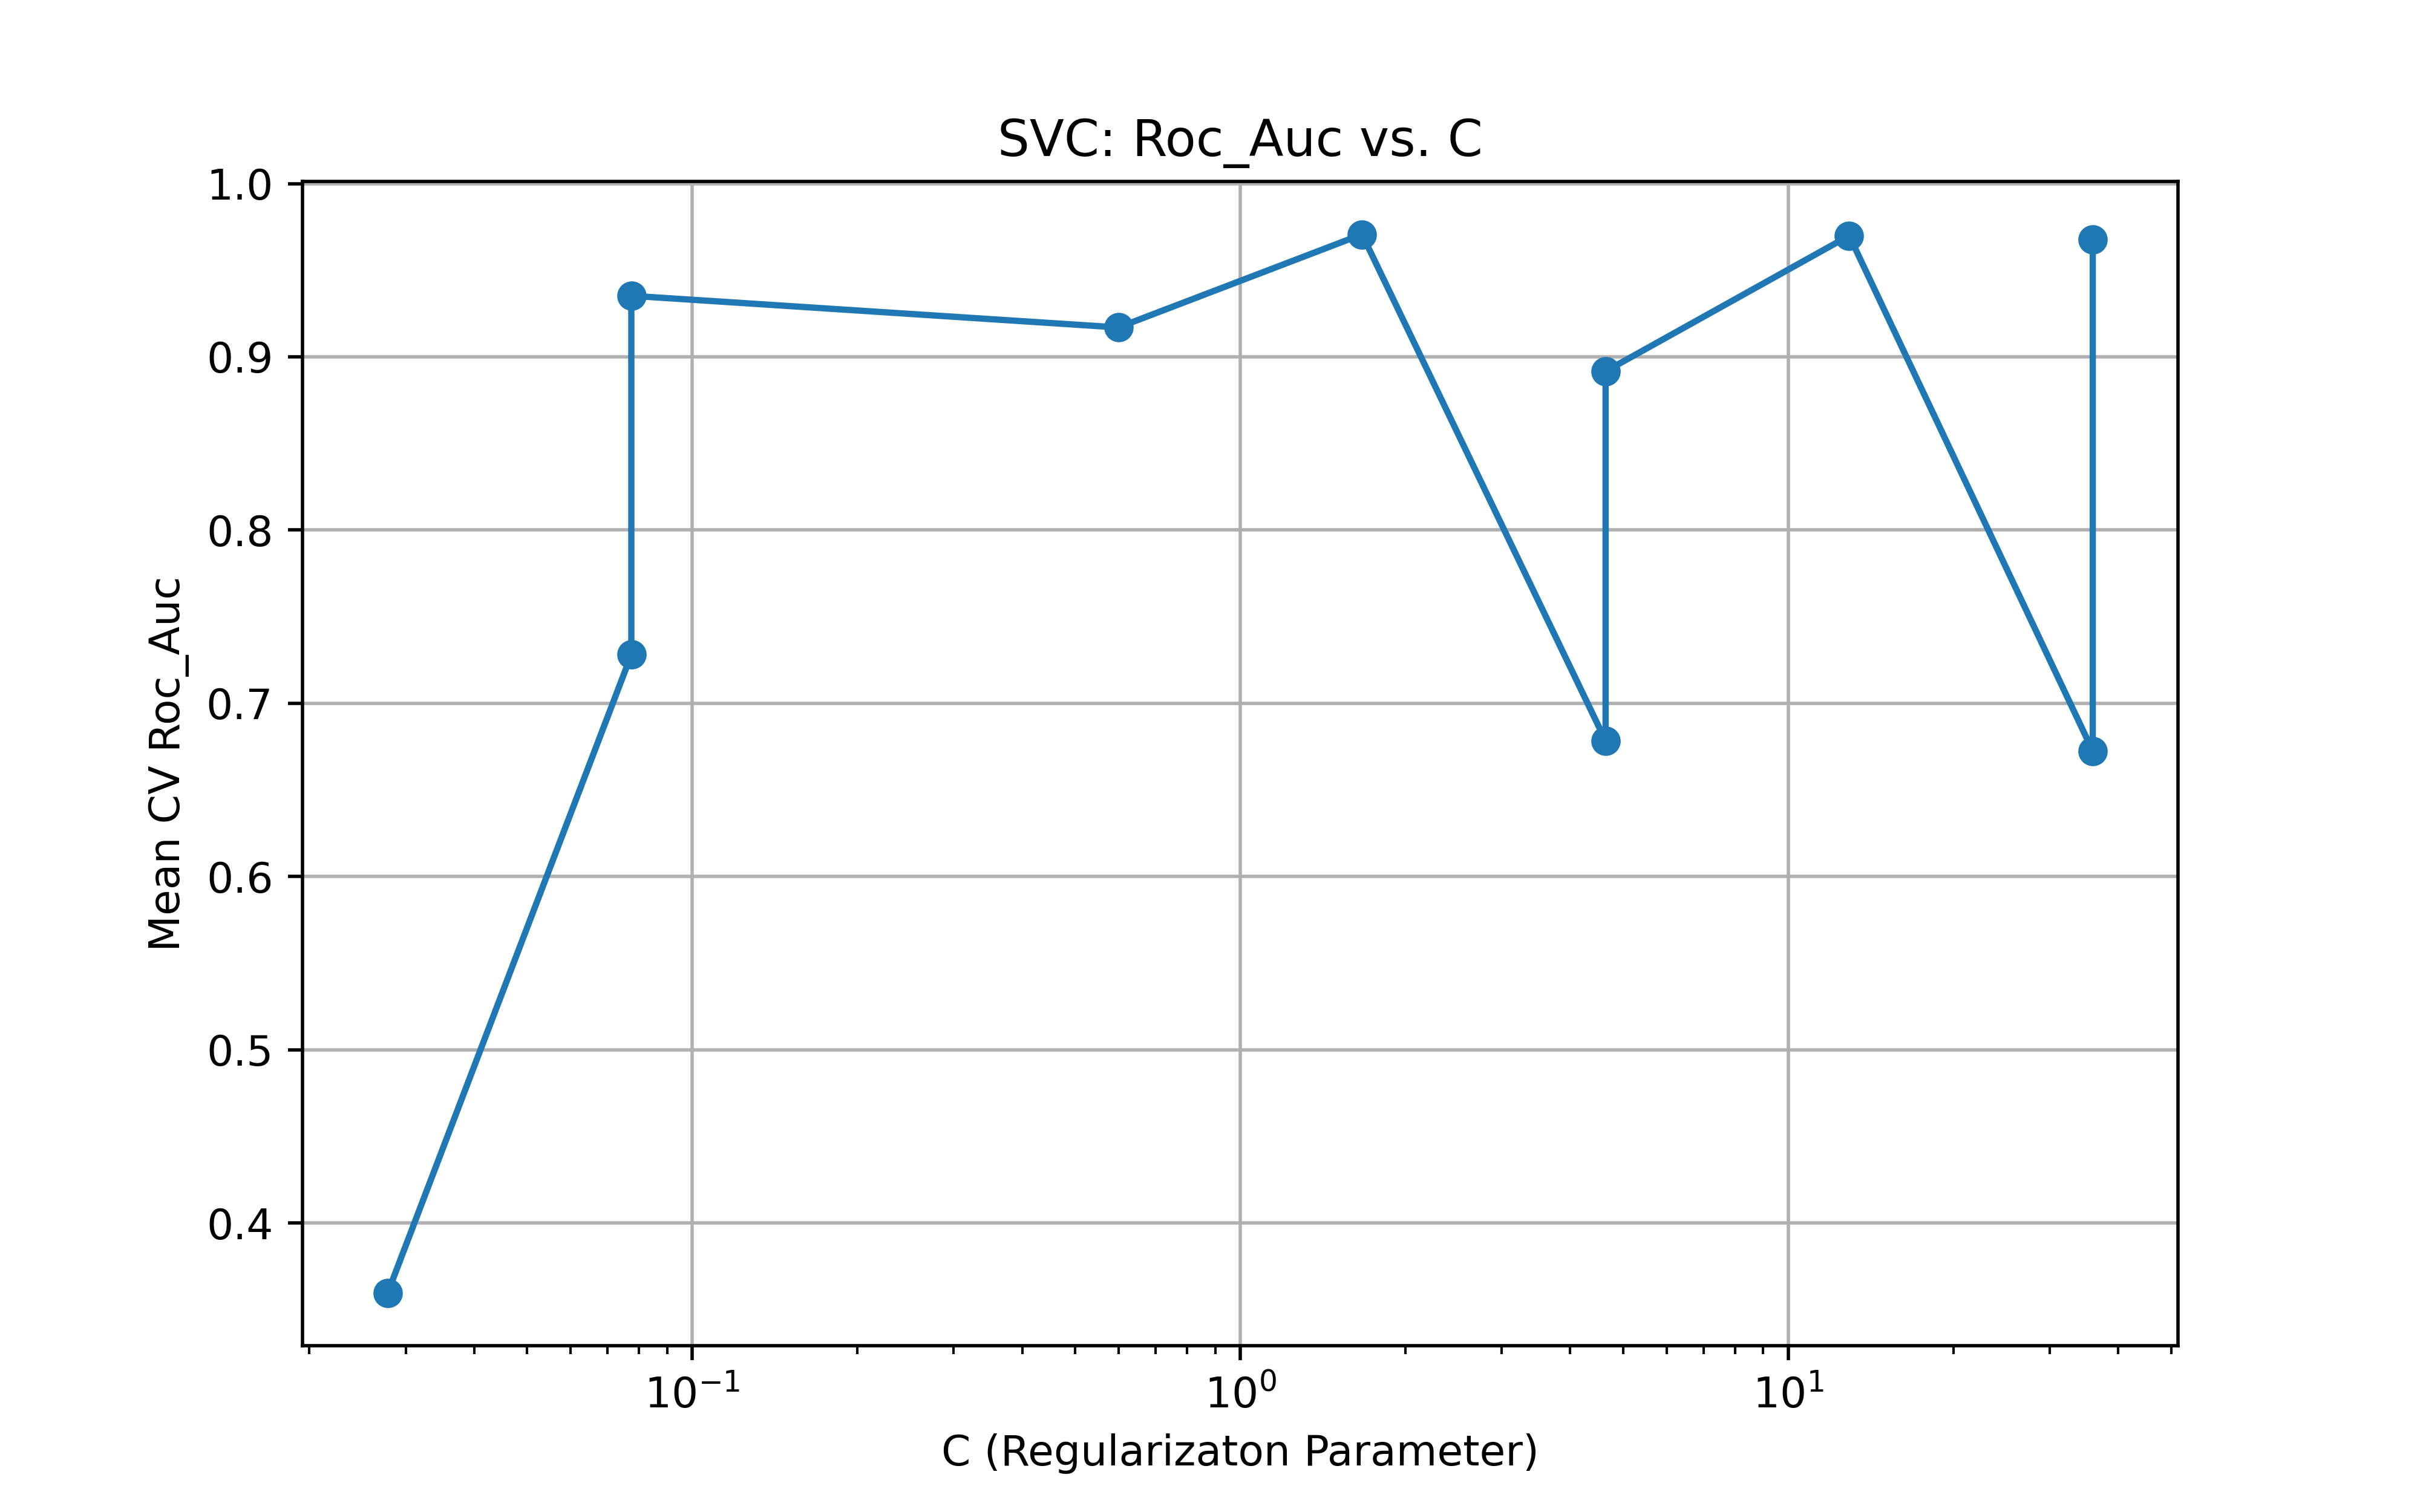 SVC: Roc_Auc vs. C
1.0
0.9
0.8
0.7
0.6
0.5
0.4
Mean CV Roc_Auc
10⁻¹ 10⁰ 10¹
C (Regularizaton Parameter)